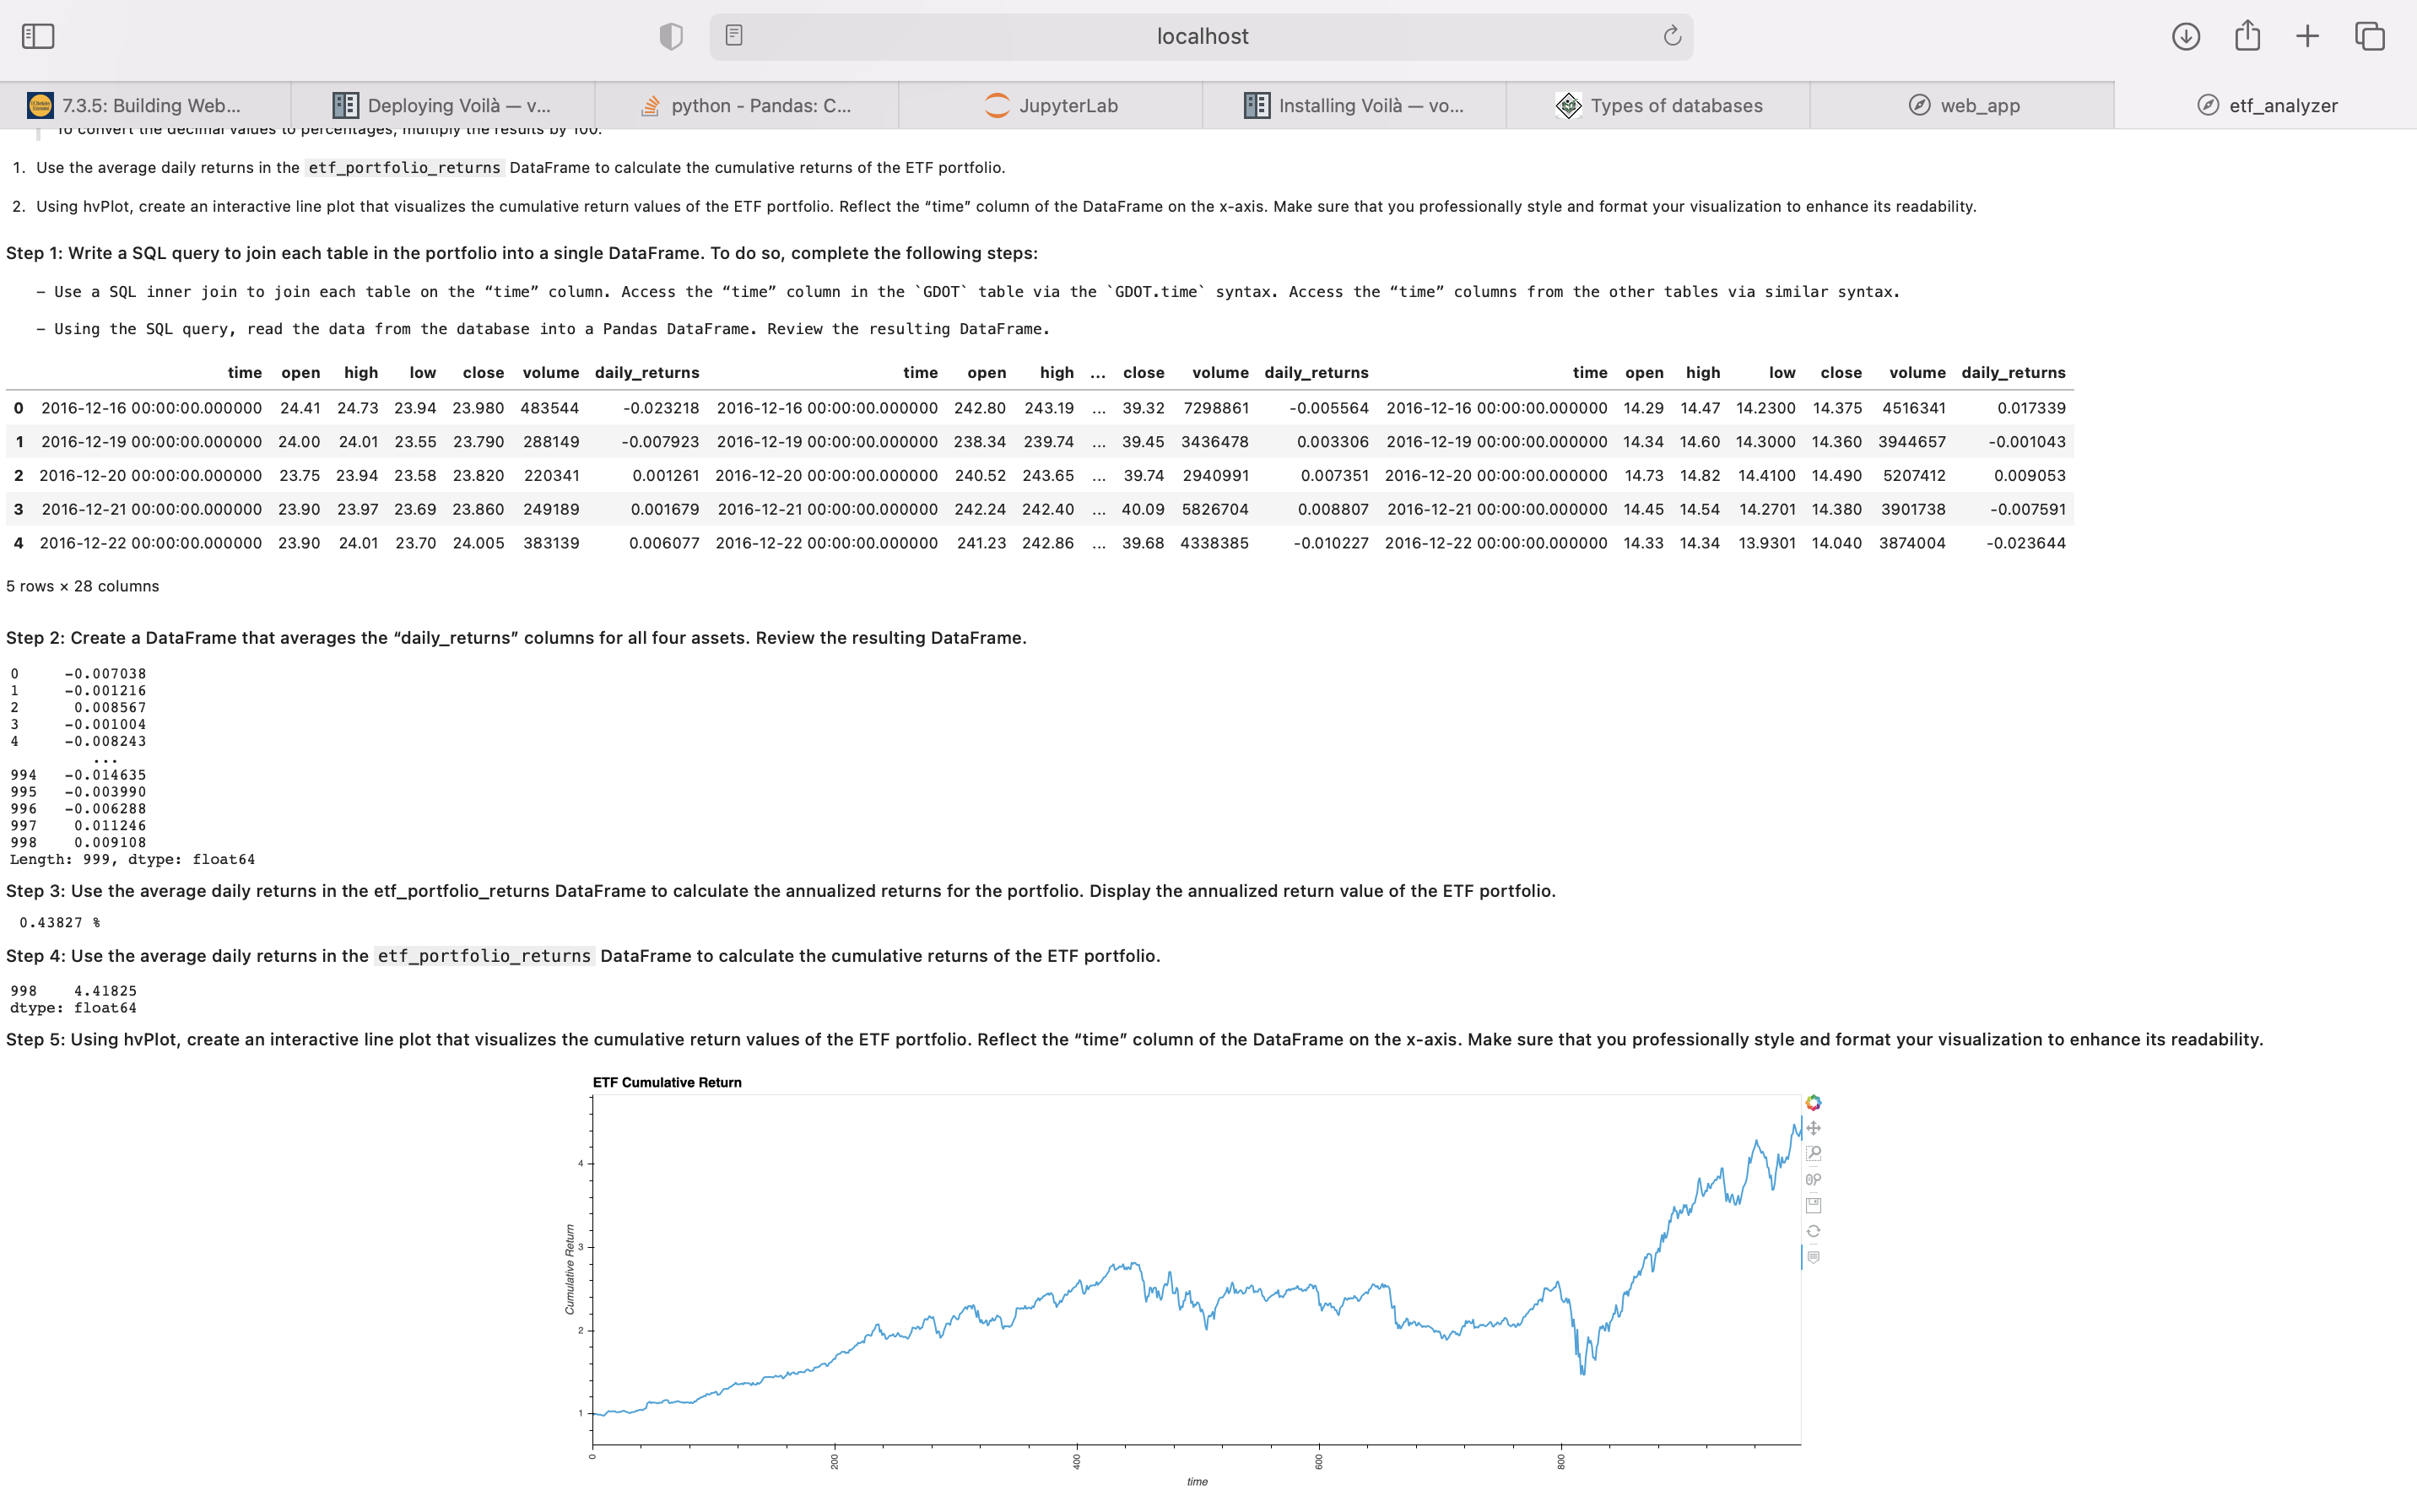 localhost
7.3.5: Building Web...
Deploying Voilà — v...
python - Pandas: C...
JupyterLab
Installing Voilà — vo...
Types of databases
web_app
etf_analyzer
To convert the decimal values to percentages, multiply the results by 100.
1. Use the average daily returns in the etf_portfolio_returns DataFrame to calculate the cumulative returns of the ETF portfolio.
2. Using hvPlot, create an interactive line plot that visualizes the cumulative return values of the ETF portfolio. Reflect the “time” column of the DataFrame on the x-axis. Make sure that you professionally style and format your visualization to enhance its readability.
Step 1: Write a SQL query to join each table in the portfolio into a single DataFrame. To do so, complete the following steps:
– Use a SQL inner join to join each table on the “time” column. Access the “time” column in the `GDOT` table via the `GDOT.time` syntax. Access the “time” columns from the other tables via similar syntax.
– Using the SQL query, read the data from the database into a Pandas DataFrame. Review the resulting DataFrame.
time open high low close volume daily_returns time open high ... close volume daily_returns time open high low close volume daily_returns
0 2016-12-16 00:00:00.000000 24.41 24.73 23.94 23.980 483544 -0.023218 2016-12-16 00:00:00.000000 242.80 243.19 ... 39.32 7298861 -0.005564 2016-12-16 00:00:00.000000 14.29 14.47 14.2300 14.375 4516341 0.017339
1 2016-12-19 00:00:00.000000 24.00 24.01 23.55 23.790 288149 -0.007923 2016-12-19 00:00:00.000000 238.34 239.74 ... 39.45 3436478 0.003306 2016-12-19 00:00:00.000000 14.34 14.60 14.3000 14.360 3944657 -0.001043
2 2016-12-20 00:00:00.000000 23.75 23.94 23.58 23.820 220341 0.001261 2016-12-20 00:00:00.000000 240.52 243.65 ... 39.74 2940991 0.007351 2016-12-20 00:00:00.000000 14.73 14.82 14.4100 14.490 5207412 0.009053
3 2016-12-21 00:00:00.000000 23.90 23.97 23.69 23.860 249189 0.001679 2016-12-21 00:00:00.000000 242.24 242.40 ... 40.09 5826704 0.008807 2016-12-21 00:00:00.000000 14.45 14.54 14.2701 14.380 3901738 -0.007591
4 2016-12-22 00:00:00.000000 23.90 24.01 23.70 24.005 383139 0.006077 2016-12-22 00:00:00.000000 241.23 242.86 ... 39.68 4338385 -0.010227 2016-12-22 00:00:00.000000 14.33 14.34 13.9301 14.040 3874004 -0.023644
5 rows × 28 columns
Step 2: Create a DataFrame that averages the “daily_returns” columns for all four assets. Review the resulting DataFrame.
0 -0.007038
1 -0.001216
2 0.008567
3 -0.001004
4 -0.008243
...
994 -0.014635
995 -0.003990
996 -0.006288
997 0.011246
998 0.009108
Length: 999, dtype: float64
Step 3: Use the average daily returns in the etf_portfolio_returns DataFrame to calculate the annualized returns for the portfolio. Display the annualized return value of the ETF portfolio.
0.43827 %
Step 4: Use the average daily returns in the etf_portfolio_returns DataFrame to calculate the cumulative returns of the ETF portfolio.
998 4.41825
dtype: float64
Step 5: Using hvPlot, create an interactive line plot that visualizes the cumulative return values of the ETF portfolio. Reflect the “time” column of the DataFrame on the x-axis. Make sure that you professionally style and format your visualization to enhance its readability.
ETF Cumulative Return
4
3
2
1
Cumulative Return
0 200 400 600 800
time